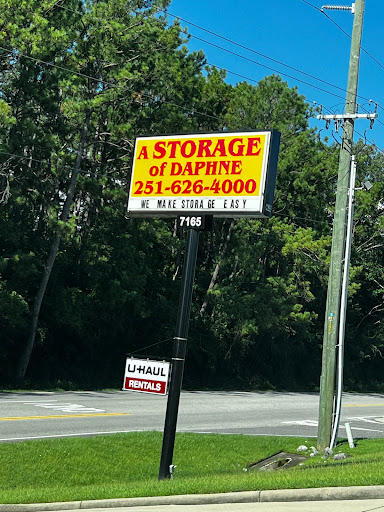 A STORAGE
of DAPHNE
251-626-4000
WE MAKE STORAGE EASY
7165
U-HAUL
RENTALS